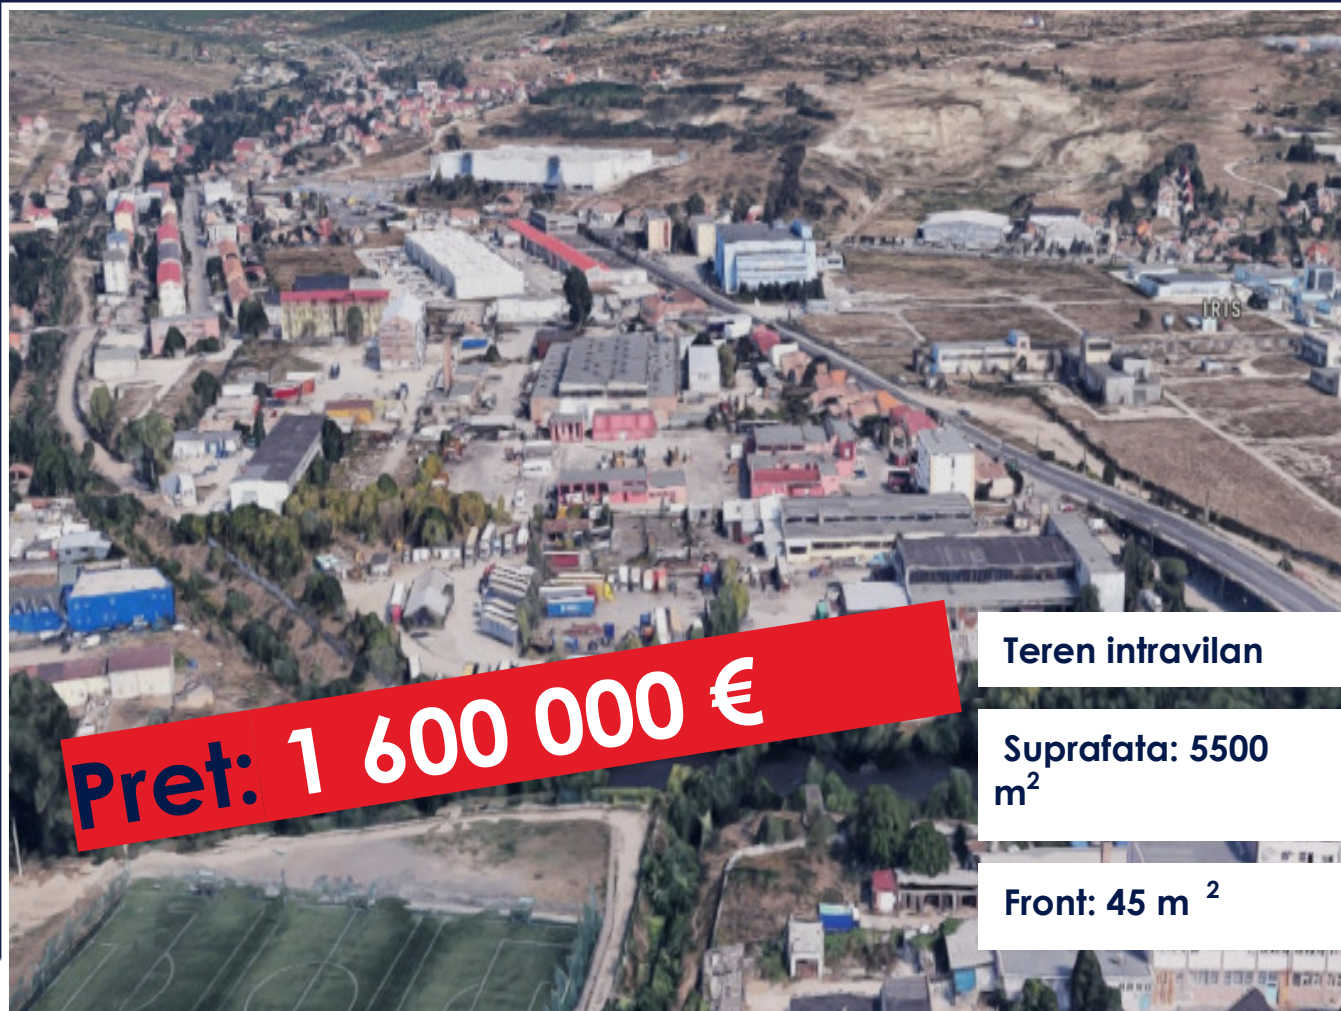 IRIS
Pret: 1 600 000 €
Teren intravilan
Suprafata: 5500
m²
Front: 45 m ²